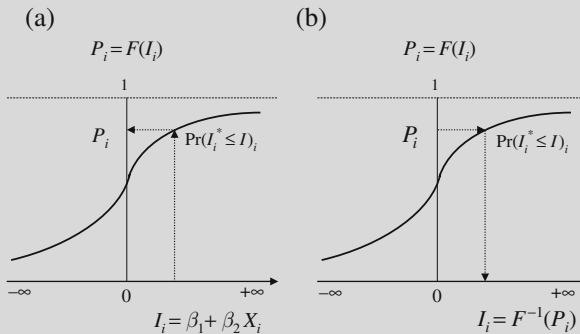 (a)
P_i = F(I_i)
1
P_i
Pr(I_i^* ≤ I)_i
−∞
0
+∞
I_i = β_1 + β_2 X_i
(b)
P_i = F(I_i)
1
P_i
Pr(I_i^* ≤ I)_i
−∞
0
+∞
I_i = F^{−1}(P_i)